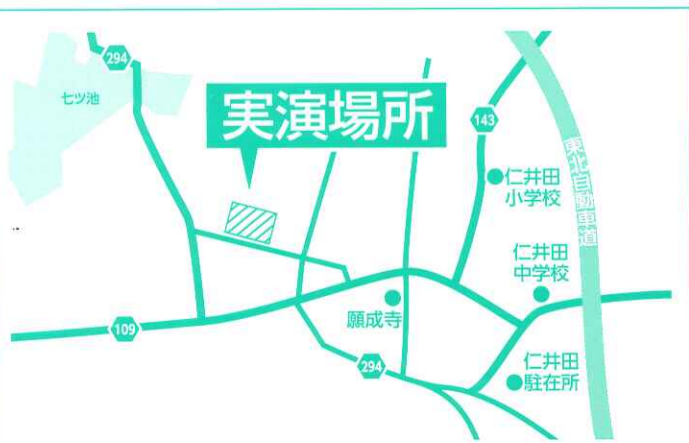 294
七ツ池
実演場所
143
仁井田
小学校
東北自動車道
仁井田
中学校
願成寺
109
294
仁井田
駐在所